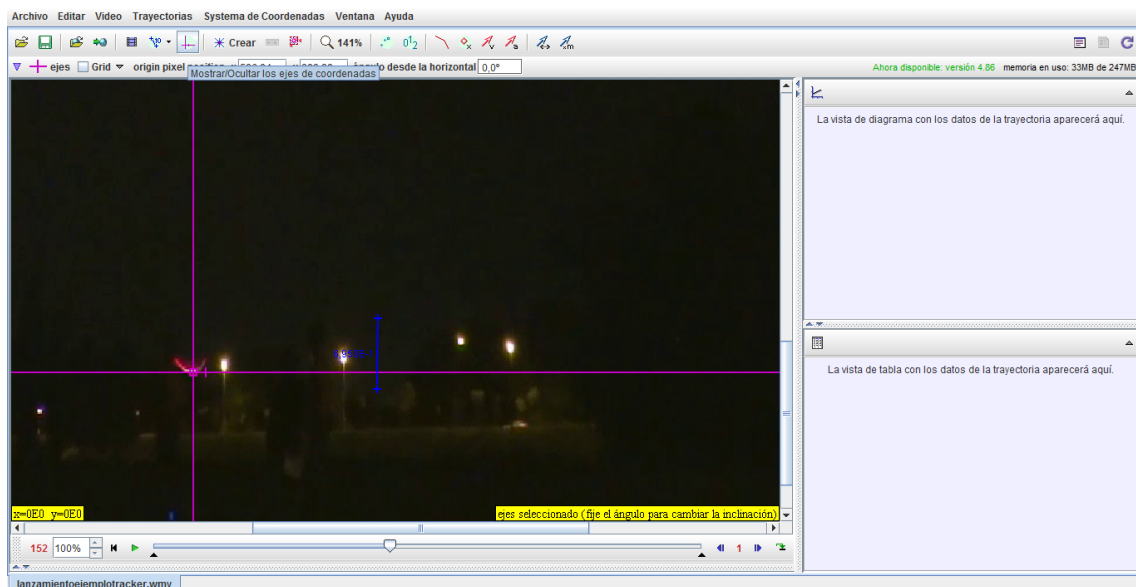 Archivo Editar Video Trayectorias Systema de Coordenadas Ventana Ayuda
Crear 141%
ejes Grid origin pixel ángulo desde la horizontal 0,0° Ahora disponible: versión 4.86 memoria en uso: 33MB de 247MB
Mostrar/Ocultar los ejes de coordenadas
La vista de diagrama con los datos de la trayectoria aparecerá aquí.
La vista de tabla con los datos de la trayectoria aparecerá aquí.
x=0E0 y=0E0 ejes seleccionado (fije el ángulo para cambiar la inclinación)
152 100% 1
lanzamientoejemplotracker.wmv